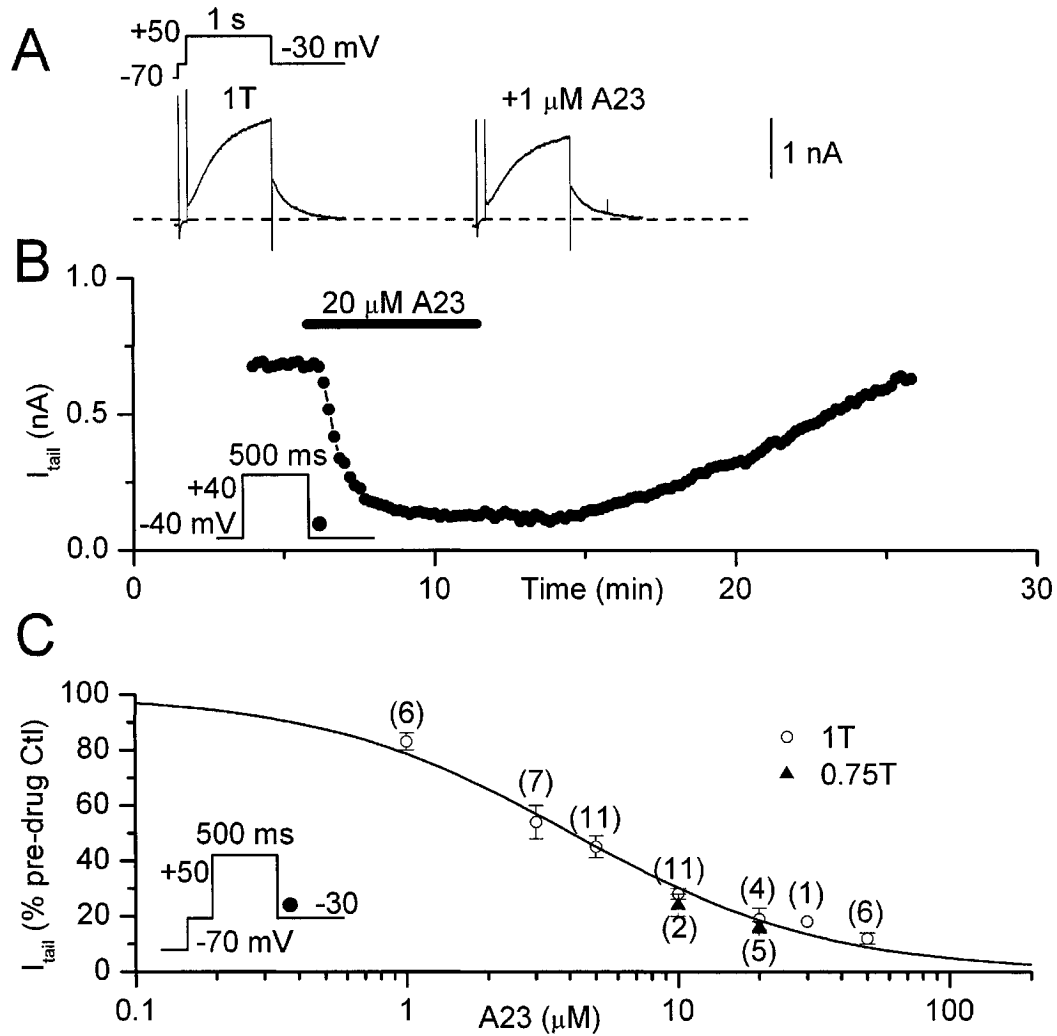 A
+50
1 s
-30 mV
-70
1T
+1 μM A23
1 nA
B
1.0
0.5
0.0
I_tail (nA)
20 μM A23
500 ms
+40
-40 mV
0
10
20
30
Time (min)
C
100
80
60
40
20
0
I_tail (% pre-drug Ctl)
(6)
(7)
(11)
(11)
(2)
(4)
(5)
(1)
(6)
1T
0.75T
500 ms
+50
-30
-70 mV
0.1
1
10
100
A23 (μM)